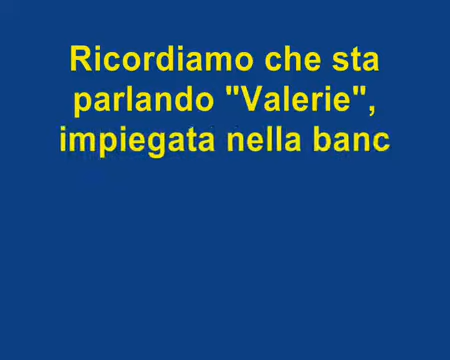 Ricordiamo che sta
parlando "Valerie",
impiegata nella banc